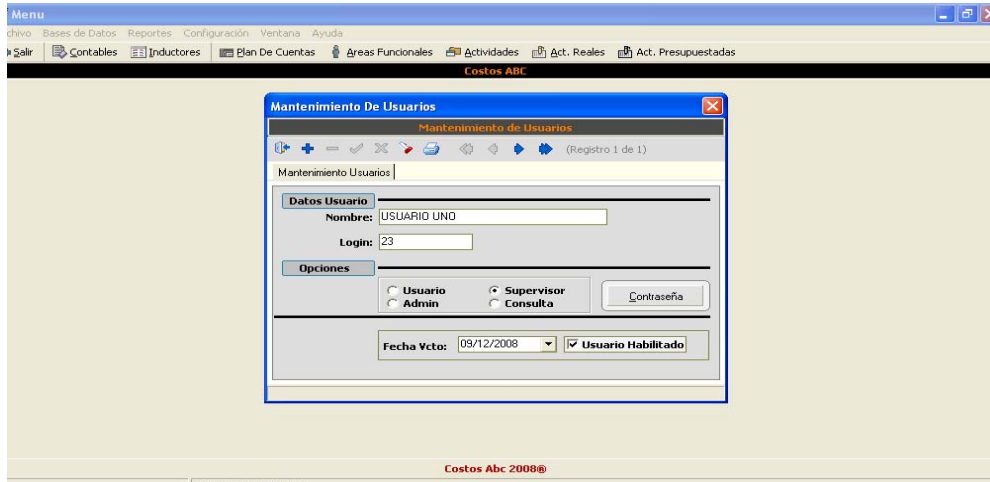 Menu
chivo Bases de Datos Reportes Configuración Ventana Ayuda
Salir Contables Inductores Plan De Cuentas Areas Funcionales Actividades Act. Reales Act. Presupuestadas
Costos ABC
Mantenimiento De Usuarios
Mantenimiento de Usuarios
(Registro 1 de 1)
Mantenimiento Usuarios
Datos Usuario
Nombre: USUARIO UNO
Login: 23
Opciones
Usuario Supervisor
Admin Consulta
Contraseña
Fecha Vcto: 09/12/2008 Usuario Habilitado
Costos Abc 2008®